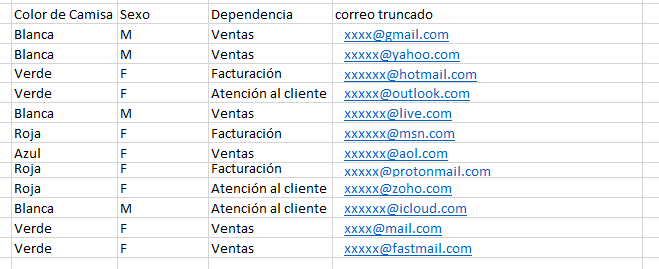 Color de Camisa Sexo Dependencia correo truncado
Blanca M Ventas xxxx@gmail.com
Blanca M Ventas xxxxx@yahoo.com
Verde F Facturación xxxxxx@hotmail.com
Verde F Atención al cliente xxxxx@outlook.com
Blanca M Ventas xxxxxx@live.com
Roja F Facturación xxxxxx@msn.com
Azul F Ventas xxxxxx@aol.com
Roja F Facturación xxxxx@protonmail.com
Roja F Atención al cliente xxxxx@zoho.com
Blanca M Atención al cliente xxxxxx@icloud.com
Verde F Ventas xxxx@mail.com
Verde F Ventas xxxxx@fastmail.com